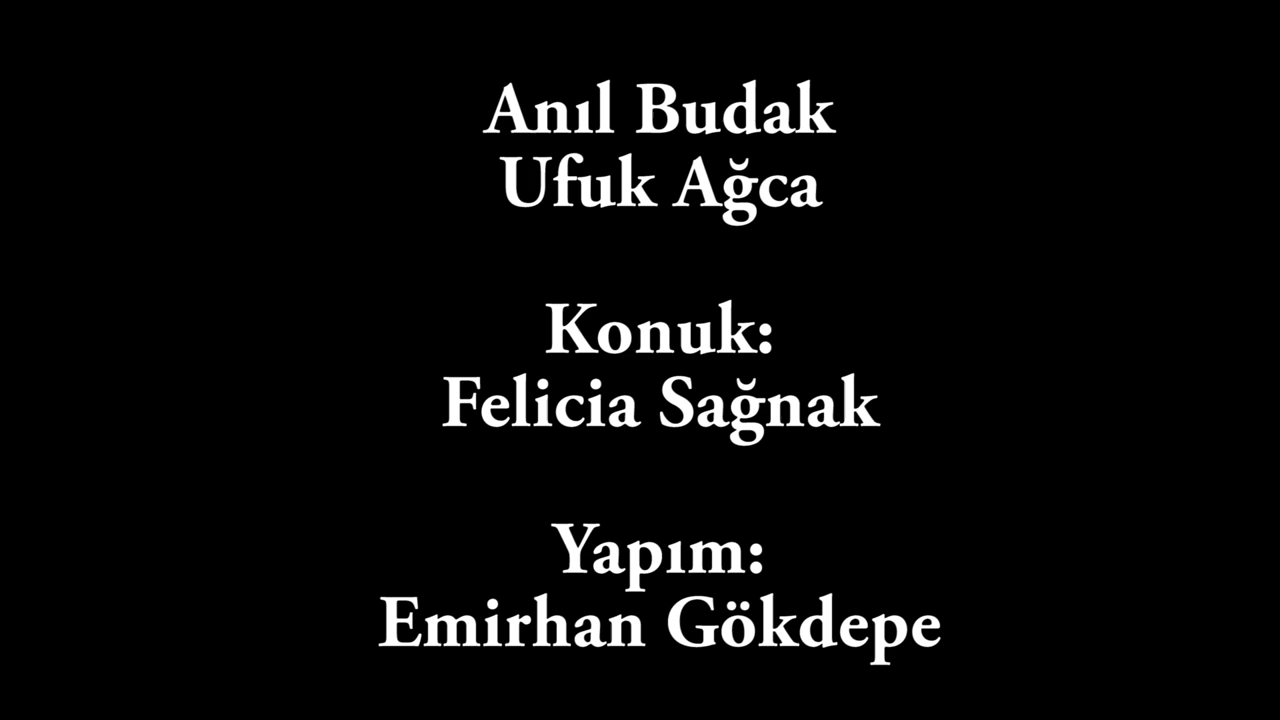 Anıl Budak
Ufuk Ağca
Konuk:
Felicia Sağnak
Yapım:
Emirhan Gökdepe